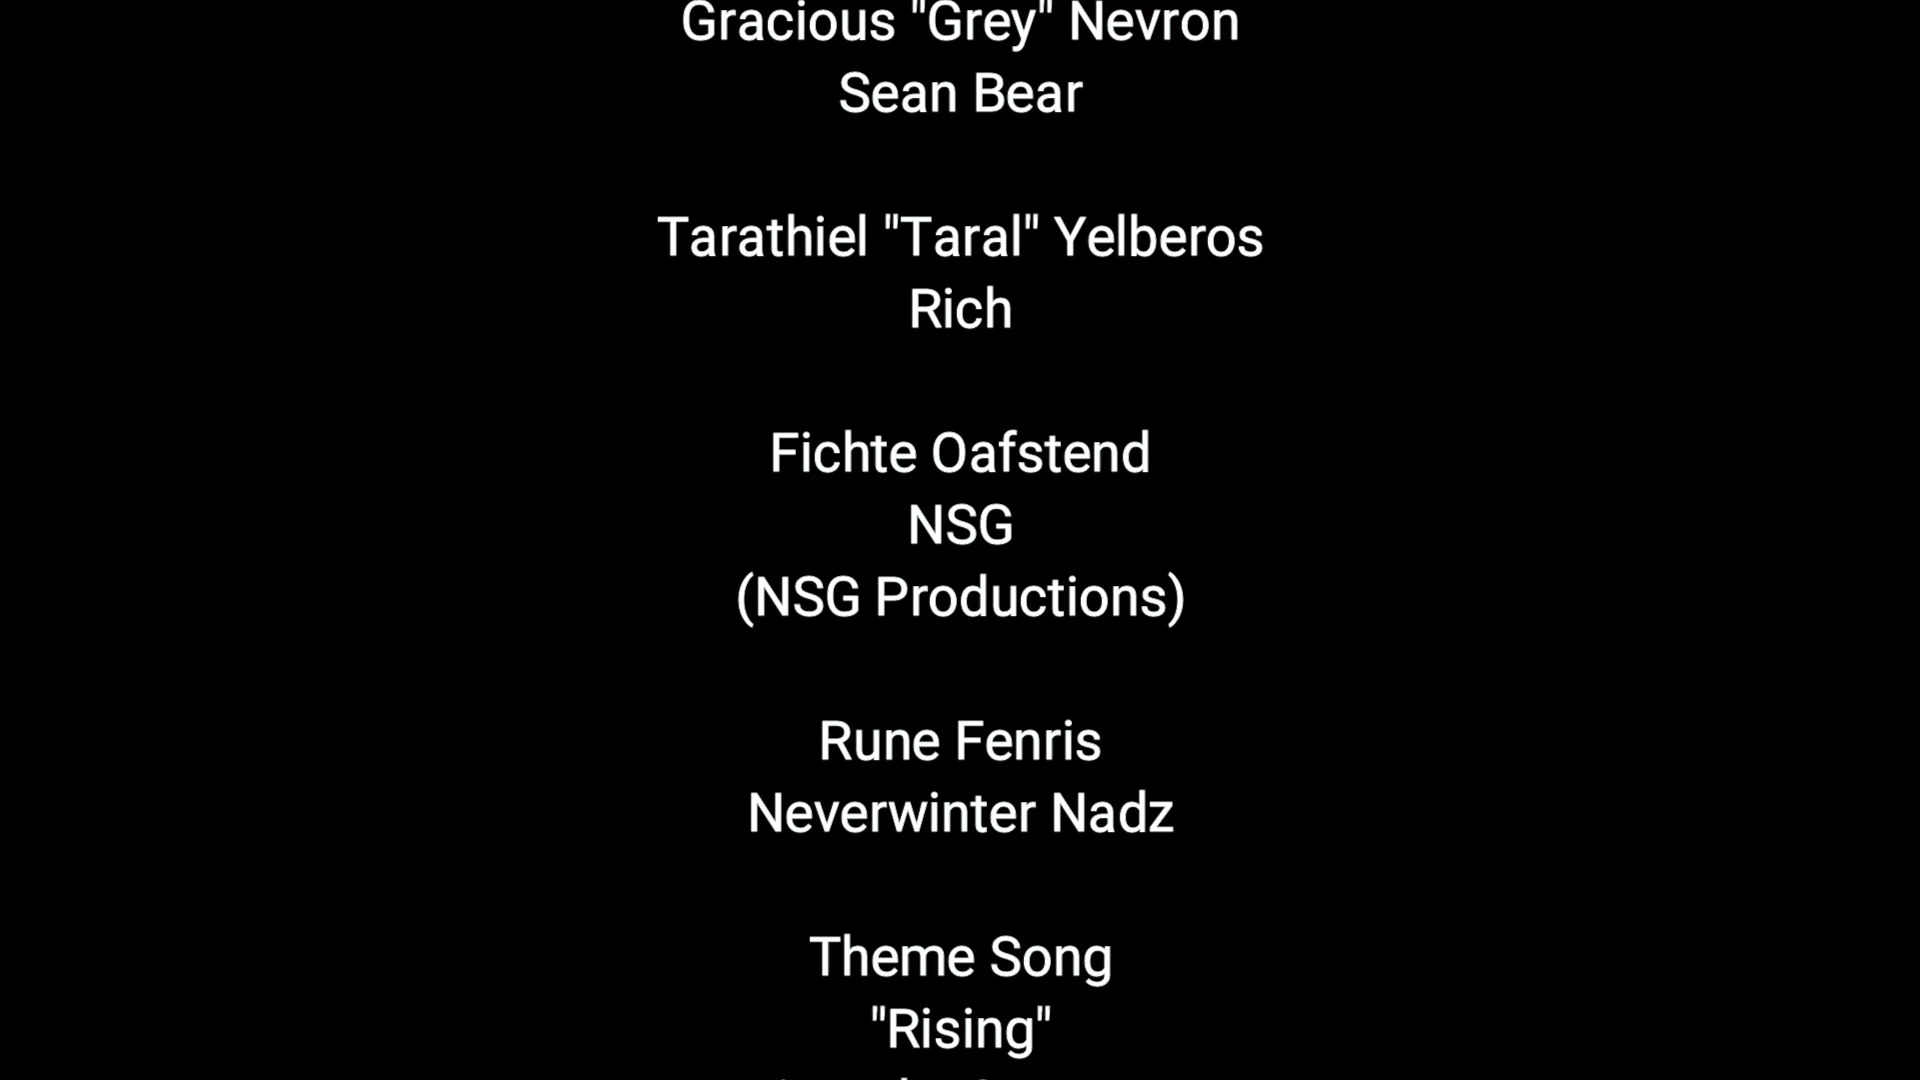 Gracious "Grey" Nevron
Sean Bear
Tarathiel "Taral" Yelberos
Rich
Fichte Oafstend
NSG
(NSG Productions)
Rune Fenris
Neverwinter Nadz
Theme Song
"Rising"